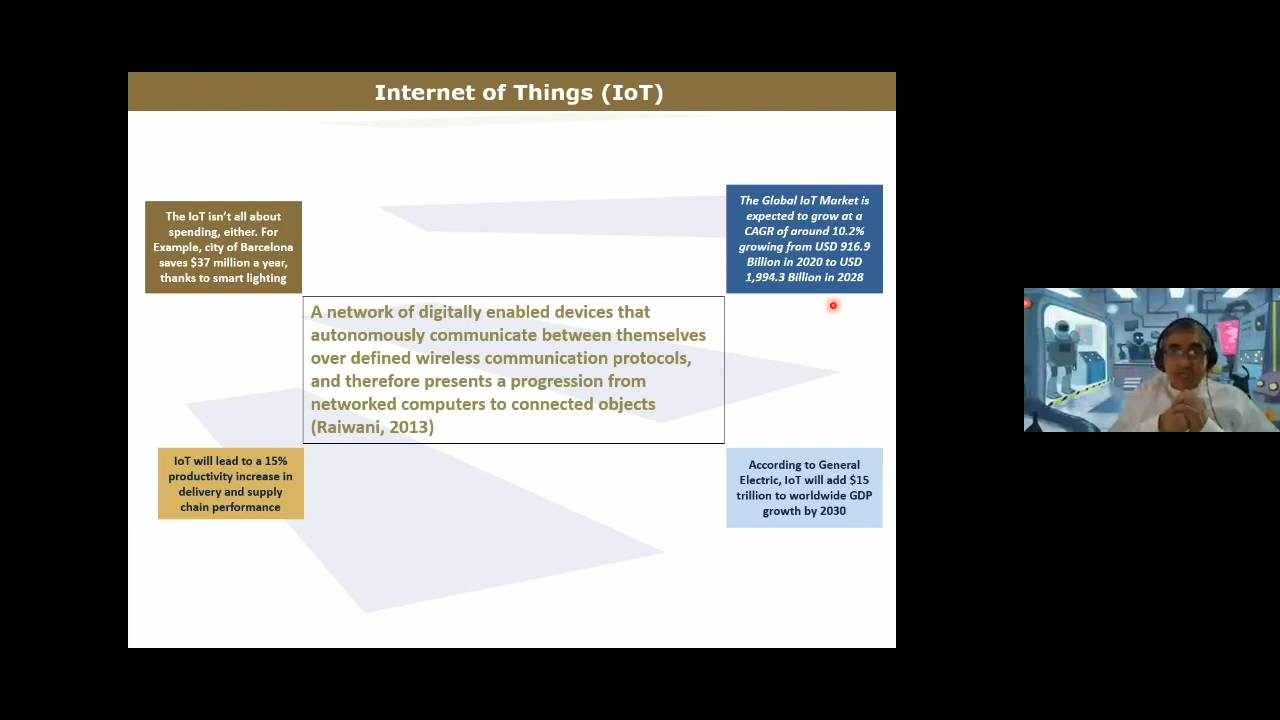 Internet of Things (IoT)
The IoT isn't all about
spending, either. For
Example, city of Barcelona
saves $37 million a year,
thanks to smart lighting
The Global IoT Market is
expected to grow at a
CAGR of around 10.2%
growing from USD 916.9
Billion in 2020 to USD
1,994.3 Billion in 2028
A network of digitally enabled devices that
autonomously communicate between themselves
over defined wireless communication protocols,
and therefore presents a progression from
networked computers to connected objects
(Raiwani, 2013)
IoT will lead to a 15%
productivity increase in
delivery and supply
chain performance
According to General
Electric, IoT will add $15
trillion to worldwide GDP
growth by 2030